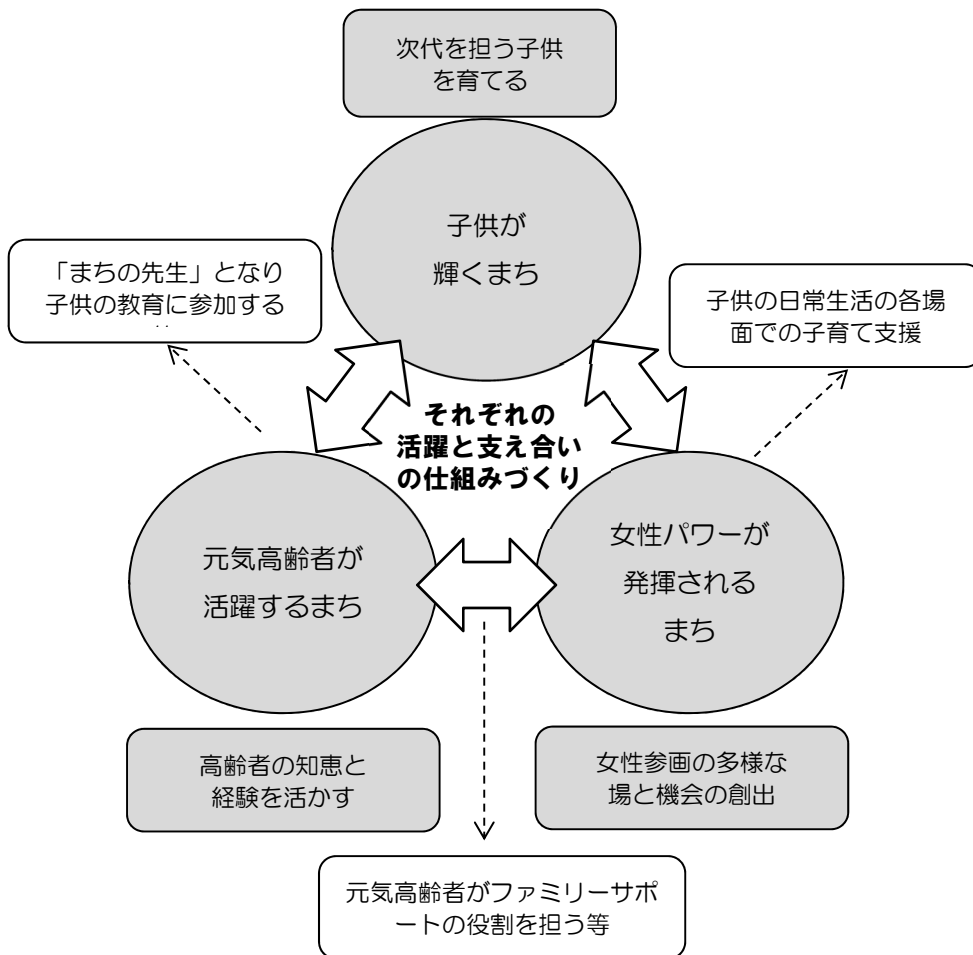 次代を担う子供
を育てる
子供が
輝くまち
「まちの先生」となり
子供の教育に参加する
子供の日常生活の各場
面での子育て支援
それぞれの
活躍と支え合い
の仕組みづくり
元気高齢者が
活躍するまち
女性パワーが
発揮される
まち
高齢者の知恵と
経験を活かす
女性参画の多様な
場と機会の創出
元気高齢者がファミリーサポ
ートの役割を担う等